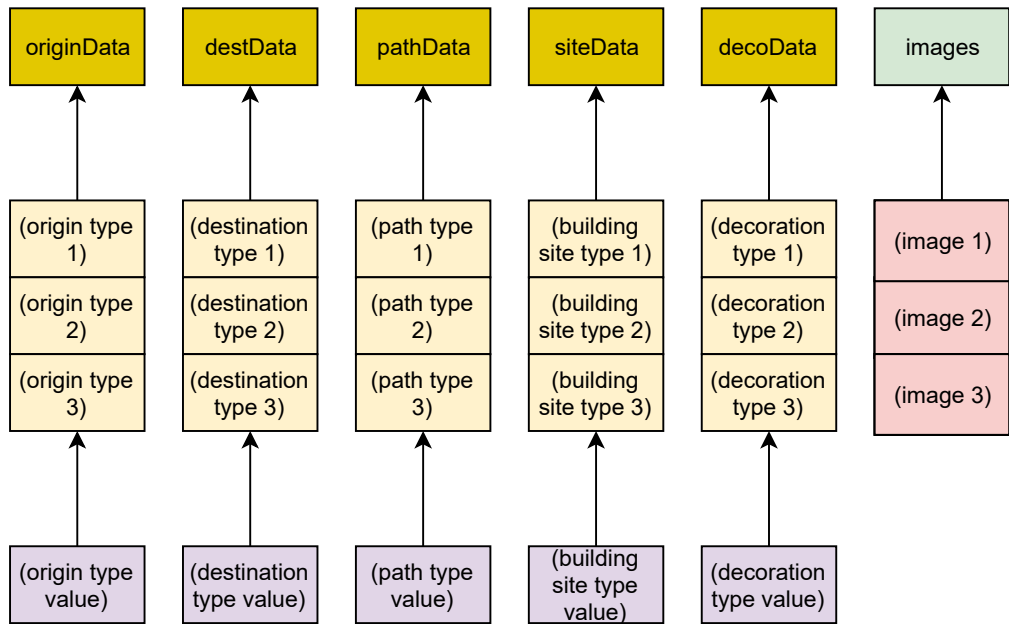 originData
destData
pathData
siteData
decoData
images
(origin type
1)
(destination
type 1)
(path type
1)
(building
site type 1)
(decoration
type 1)
(image 1)
(origin type
2)
(destination
type 2)
(path type
2)
(building
site type 2)
(decoration
type 2)
(image 2)
(origin type
3)
(destination
type 3)
(path type
3)
(building
site type 3)
(decoration
type 3)
(image 3)
(origin type
value)
(destination
type value)
(path type
value)
(building
site type
value)
(decoration
type value)